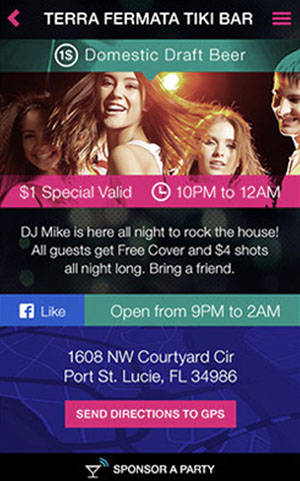 TERRA FERMATA TIKI BAR
1$ Domestic Draft Beer
$1 Special Valid 10PM to 12AM
DJ Mike is here all night to rock the house!
All guests get Free Cover and $4 shots
all night long. Bring a friend.
Like Open from 9PM to 2AM
1608 NW Courtyard Cir
Port St. Lucie, FL 34986
SEND DIRECTIONS TO GPS
SPONSOR A PARTY